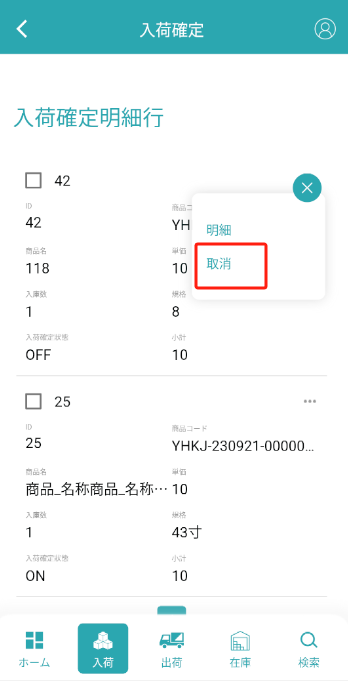 入荷確定
入荷確定明細行
42
ID
42
商品名
118
入庫数
1
入荷確定状態
OFF
YH
単価
10
規格
8
小計
10
明細
取消
25
ID
25
商品コード
YHKJ-230921-00000...
商品名
商品_名称商品_名称...
単価
10
入庫数
1
規格
43寸
入荷確定状態
ON
小計
10
ホーム
入荷
出荷
在庫
検索